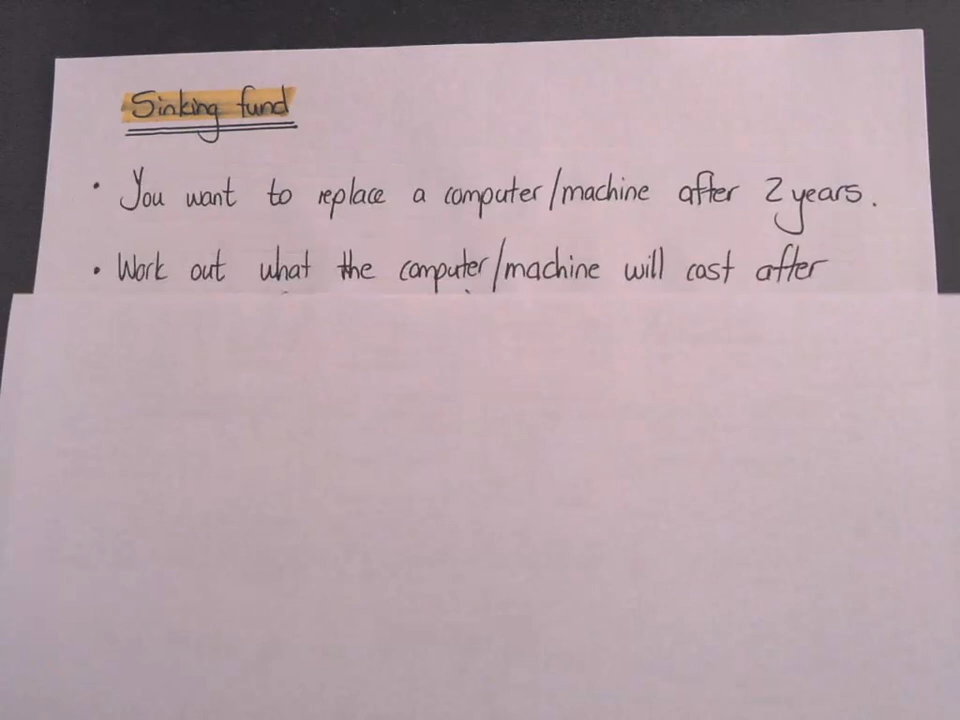 Sinking fund
• You want to replace a computer/machine after 2 years.
• Work out what the computer/machine will cost after